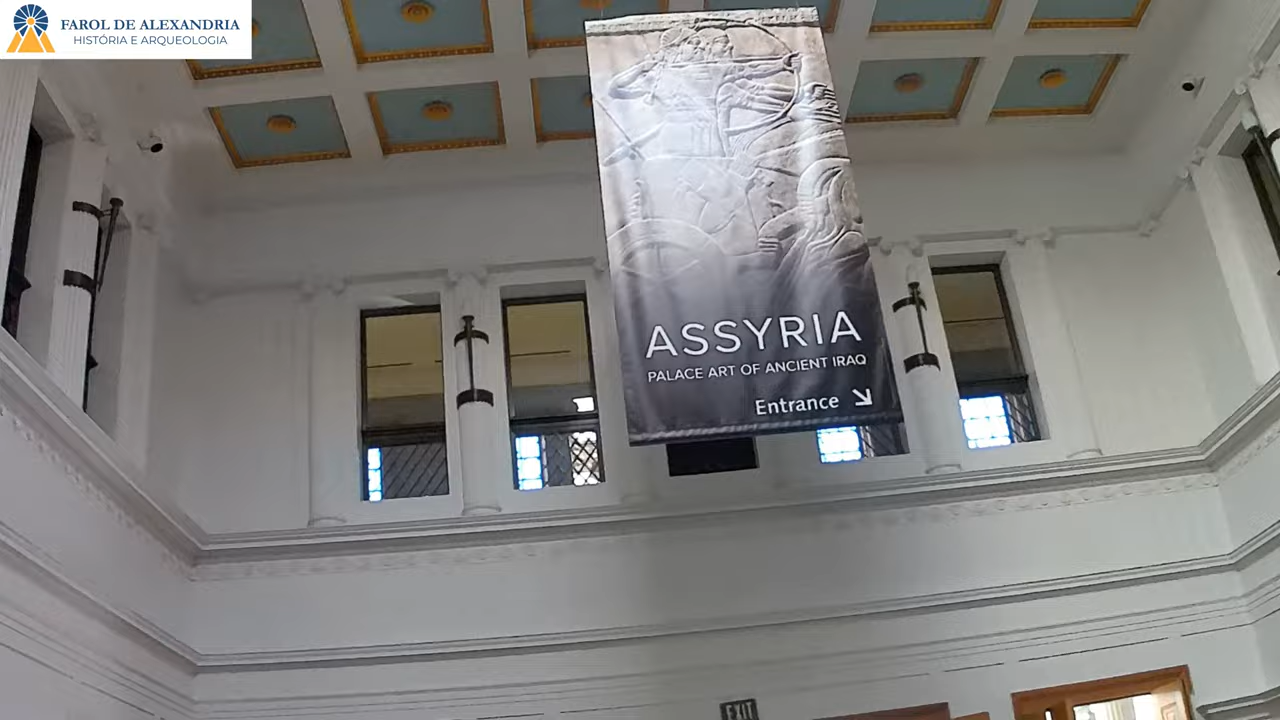 FAROL DE ALEXANDRIA
HISTÓRIA E ARQUEOLOGIA
ASSYRIA
PALACE ART OF ANCIENT IRAQ
Entrance ↘
EXIT